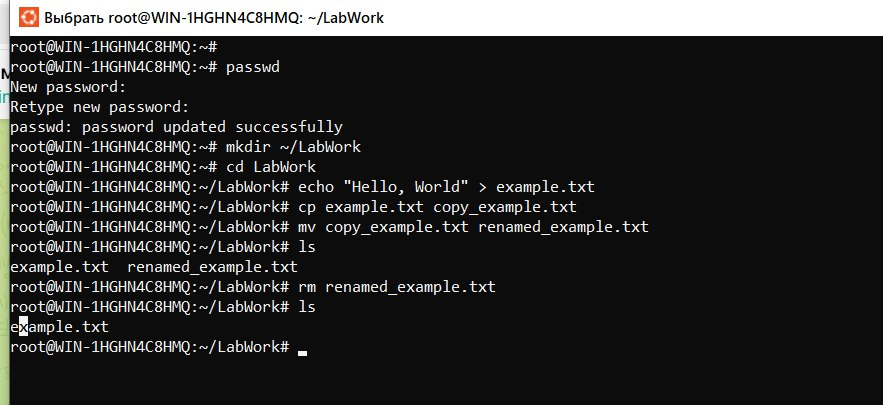 Выбрать root@WIN-1HGHN4C8HMQ: ~/LabWork
root@WIN-1HGHN4C8HMQ:~#
root@WIN-1HGHN4C8HMQ:~# passwd
New password:
Retype new password:
passwd: password updated successfully
root@WIN-1HGHN4C8HMQ:~# mkdir ~/LabWork
root@WIN-1HGHN4C8HMQ:~# cd LabWork
root@WIN-1HGHN4C8HMQ:~/LabWork# echo "Hello, World" > example.txt
root@WIN-1HGHN4C8HMQ:~/LabWork# cp example.txt copy_example.txt
root@WIN-1HGHN4C8HMQ:~/LabWork# mv copy_example.txt renamed_example.txt
root@WIN-1HGHN4C8HMQ:~/LabWork# ls
example.txt  renamed_example.txt
root@WIN-1HGHN4C8HMQ:~/LabWork# rm renamed_example.txt
root@WIN-1HGHN4C8HMQ:~/LabWork# ls
example.txt
root@WIN-1HGHN4C8HMQ:~/LabWork#